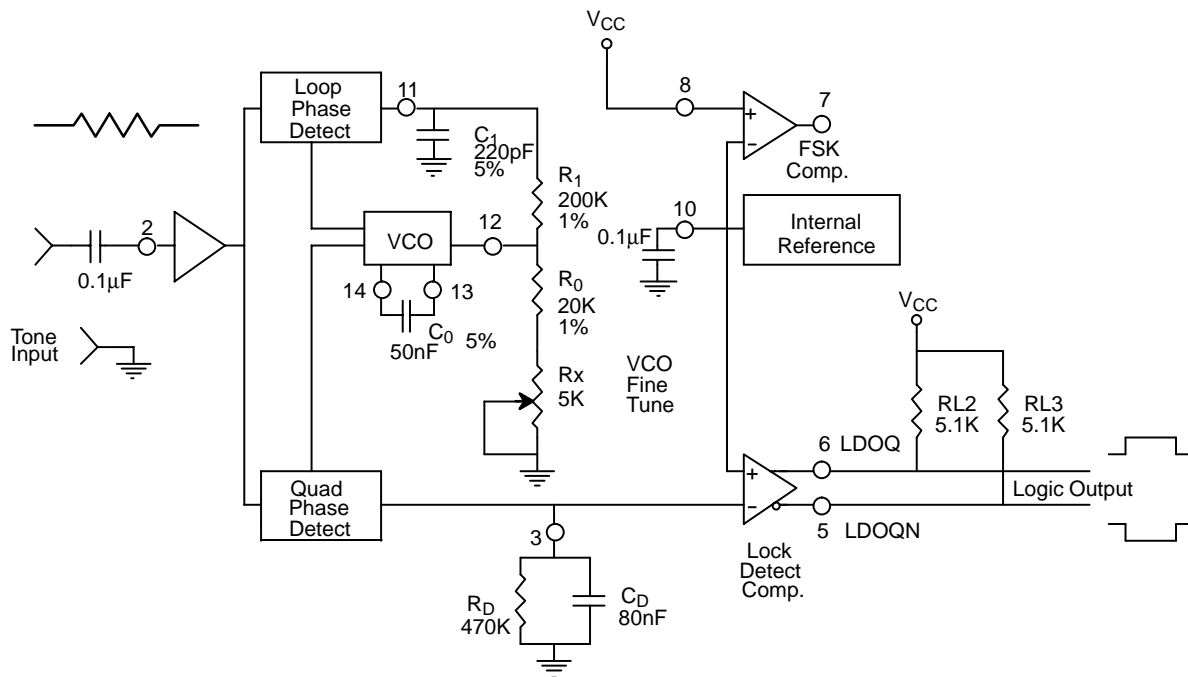 VCC
Loop
Phase
Detect
11
C1
220pF
5%
R1
200K
1%
8
+
−
7
FSK
Comp.
2
0.1μF
VCO
12
14
13
C0
50nF
5%
R0
20K
1%
10
0.1μF
Internal
Reference
Tone
Input
Rx
5K
VCO
Fine
Tune
VCC
RL2
5.1K
RL3
5.1K
Quad
Phase
Detect
+
−
6
LDOQ
Logic Output
5
LDOQN
Lock
Detect
Comp.
3
RD
470K
CD
80nF